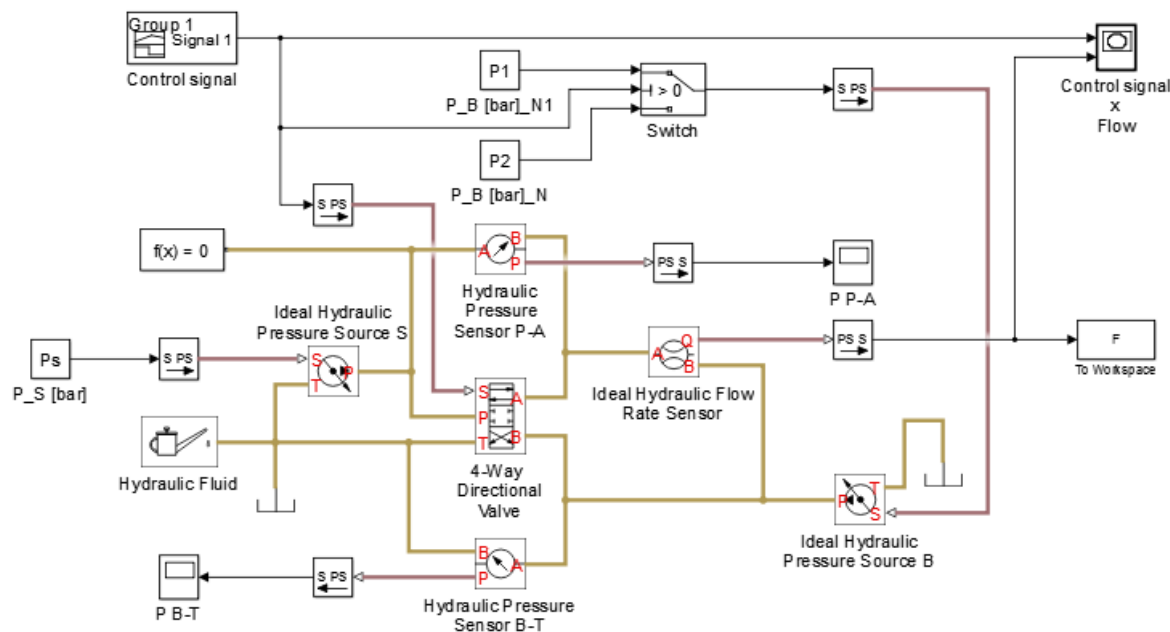 Group 1
Signal 1
Control signal
P1
P_B [bar]_N1
> 0
Switch
S PS
Control signal
x
Flow
P2
P_B [bar]_N
S PS
f(x) = 0
A
B
P
Hydraulic
Pressure
Sensor P-A
PS S
P P-A
Ideal Hydraulic
Pressure Source S
Ps
P_S [bar]
S PS
S
T
P
A
Q
B
Ideal Hydraulic Flow
Rate Sensor
PS S
F
To Workspace
S
P
T
A
B
4-Way
Directional
Valve
Hydraulic Fluid
P
T
S
Ideal Hydraulic
Pressure Source B
P B-T
S PS
B
P
A
Hydraulic Pressure
Sensor B-T